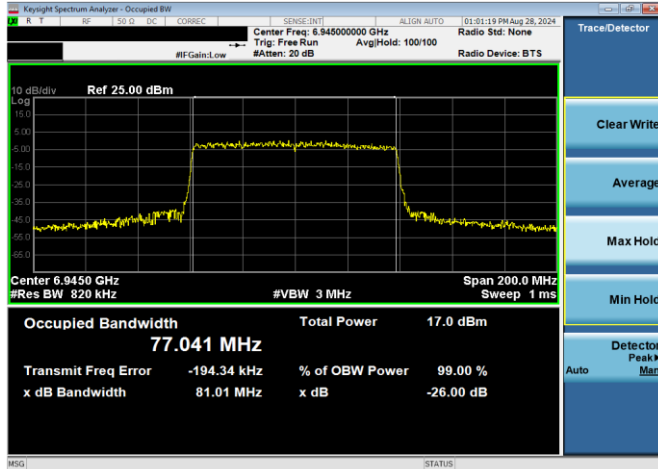 Keysight Spectrum Analyzer - Occupied BW
R T RF 50 Ω DC CORREC SENSE:INT ALIGN AUTO 01:01:19 PM Aug 28, 2024
Center Freq: 6.945000000 GHz Radio Std: None
Trig: Free Run Avg|Hold: 100/100
#IFGain:Low #Atten: 20 dB Radio Device: BTS
Trace/Detector
10 dB/div Ref 25.00 dBm
Log
15.0
5.00
-5.00
-15.0
-25.0
-35.0
-45.0
-55.0
-65.0
Center 6.9450 GHz Span 200.0 MHz
#Res BW 820 kHz #VBW 3 MHz Sweep 1 ms
Occupied Bandwidth Total Power 17.0 dBm
77.041 MHz
Transmit Freq Error -194.34 kHz % of OBW Power 99.00 %
x dB Bandwidth 81.01 MHz x dB -26.00 dB
Clear Write
Average
Max Hold
Min Hold
Detector
Peak
Auto Man
MSG STATUS